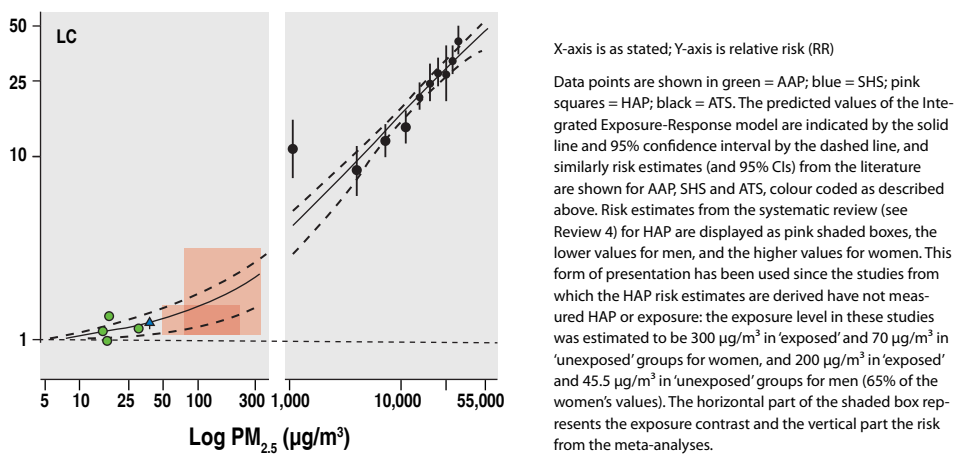 50
LC
25
10
1
5 10 25 50 100 300 1,000 10,000 55,000
Log PM2.5 (µg/m³)
X-axis is as stated; Y-axis is relative risk (RR)
Data points are shown in green = AAP; blue = SHS; pink
squares = HAP; black = ATS. The predicted values of the Inte-
grated Exposure-Response model are indicated by the solid
line and 95% confidence interval by the dashed line, and
similarly risk estimates (and 95% CIs) from the literature
are shown for AAP, SHS and ATS, colour coded as described
above. Risk estimates from the systematic review (see
Review 4) for HAP are displayed as pink shaded boxes, the
lower values for men, and the higher values for women. This
form of presentation has been used since the studies from
which the HAP risk estimates are derived have not meas-
ured HAP or exposure: the exposure level in these studies
was estimated to be 300 µg/m³ in ‘exposed’ and 70 µg/m³ in
‘unexposed’ groups for women, and 200 µg/m³ in ‘exposed’
and 45.5 µg/m³ in ‘unexposed’ groups for men (65% of the
women’s values). The horizontal part of the shaded box rep-
resents the exposure contrast and the vertical part the risk
from the meta-analyses.